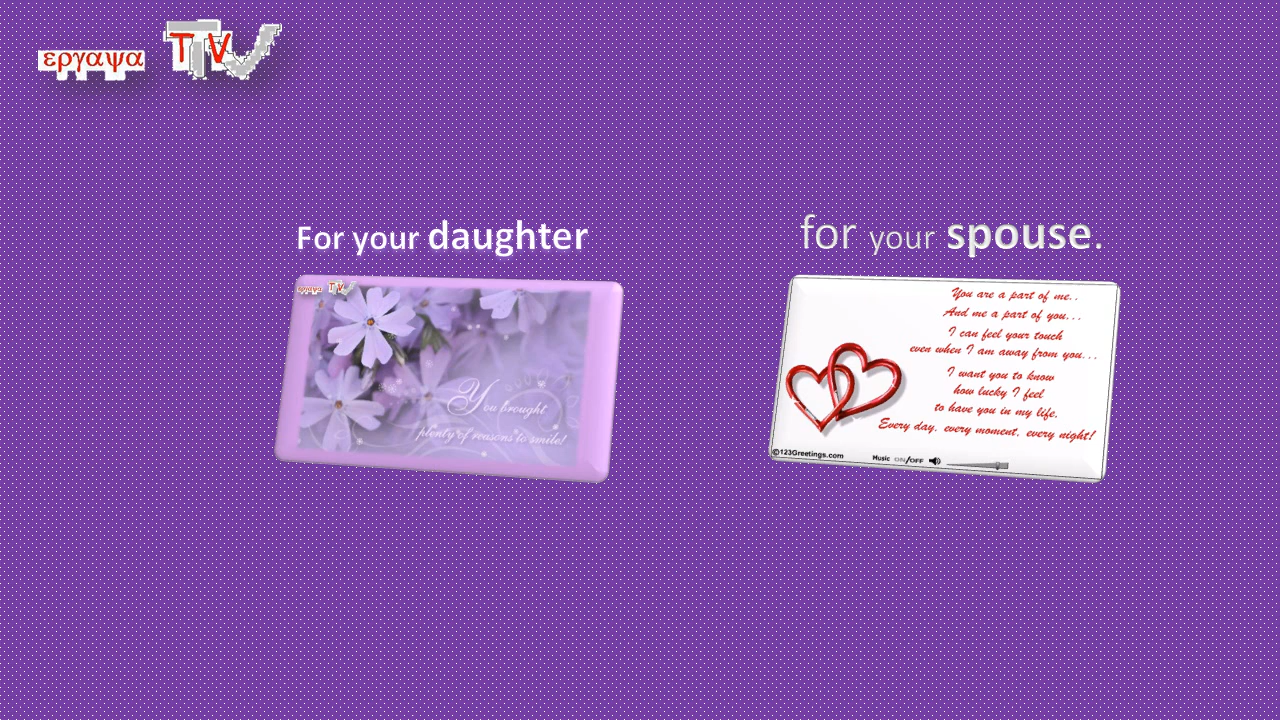 εργαψα TV
For your daughter
for your spouse.
εργαψα TV
You brought
plenty of reasons to smile
You are a part of me..
And me a part of you...
I can feel your touch
even when I am away from you...
I want you to know
how lucky I feel
to have you in my life.
Every day, every moment, every night!
©123Greetings.com
Music ON/OFF